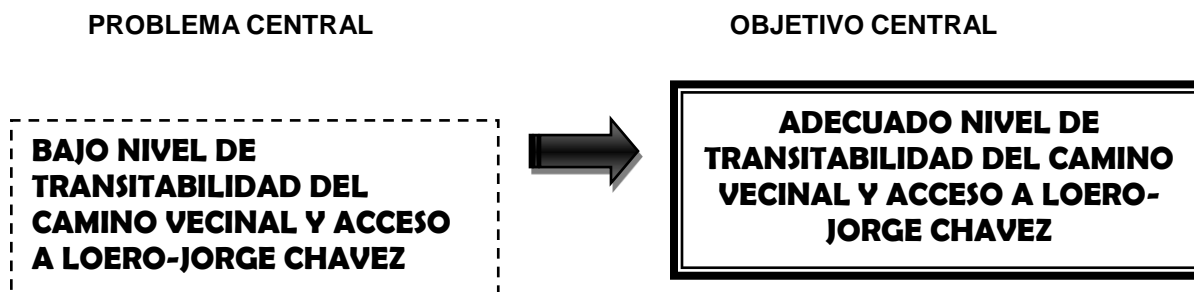 PROBLEMA CENTRAL
OBJETIVO CENTRAL
BAJO NIVEL DE
TRANSITABILIDAD DEL
CAMINO VECINAL Y ACCESO
A LOERO-JORGE CHAVEZ
ADECUADO NIVEL DE
TRANSITABILIDAD DEL CAMINO
VECINAL Y ACCESO A LOERO-
JORGE CHAVEZ